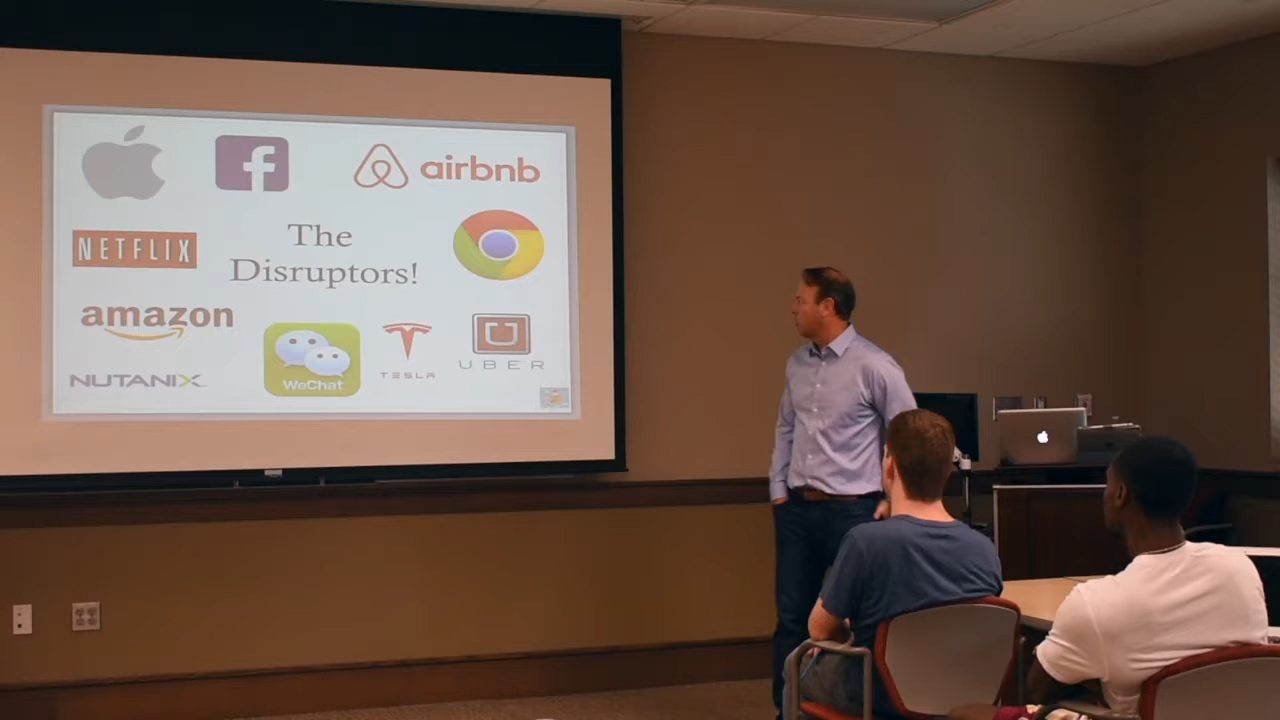 f
airbnb
NETFLIX
The
Disruptors!
amazon
NUTANIX
WeChat
TESLA
U
UBER